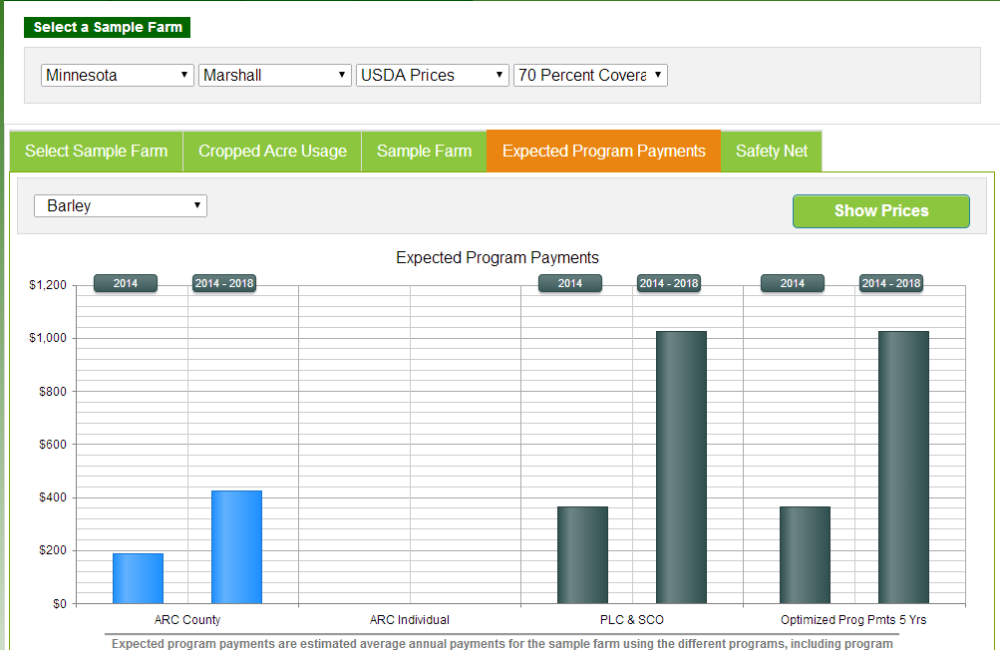 Select a Sample Farm
Minnesota Marshall USDA Prices 70 Percent Covera
Select Sample Farm Cropped Acre Usage Sample Farm Expected Program Payments Safety Net
Barley Show Prices
Expected Program Payments
2014 2014 - 2018 2014 2014 - 2018 2014 2014 - 2018
$1,200
$1,000
$800
$600
$400
$200
$0
ARC County ARC Individual PLC & SCO Optimized Prog Pmts 5 Yrs
Expected program payments are estimated average annual payments for the sample farm using the different programs, including program